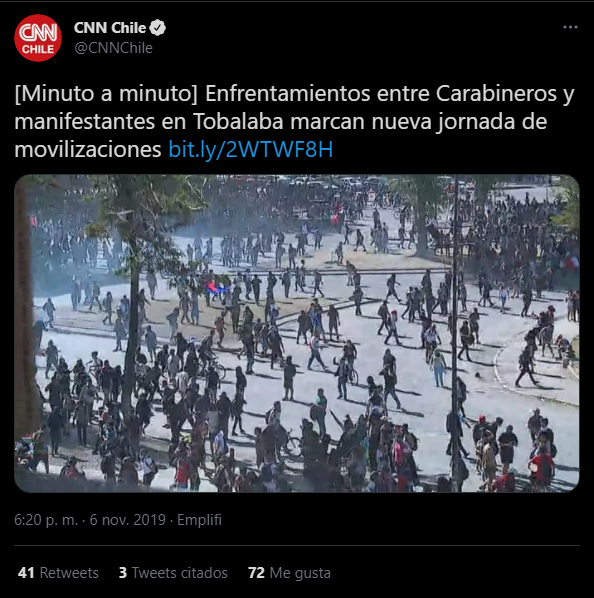 CNN
CHILE
CNN Chile
@CNNChile
[Minuto a minuto] Enfrentamientos entre Carabineros y
manifestantes en Tobalaba marcan nueva jornada de
movilizaciones bit.ly/2WTWF8H
6:20 p. m. · 6 nov. 2019 · Emplifi
41 Retweets 3 Tweets citados 72 Me gusta